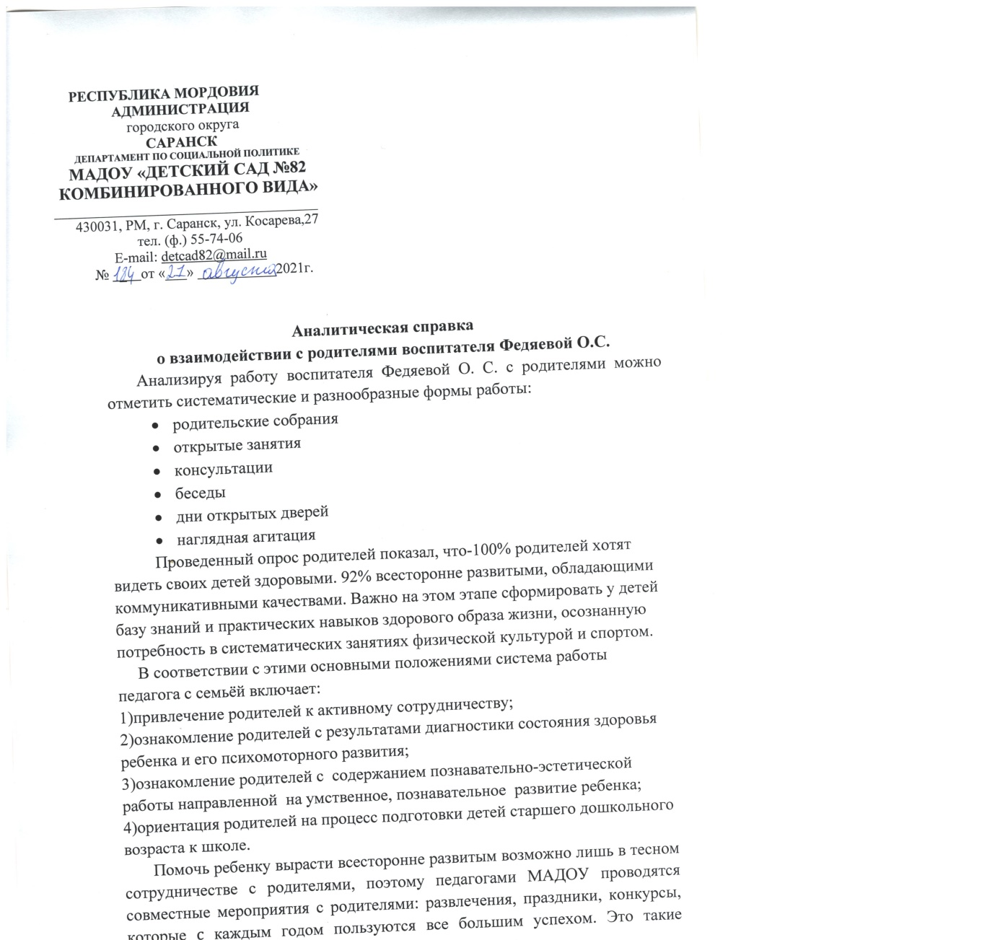 РЕСПУБЛИКА МОРДОВИЯ
АДМИНИСТРАЦИЯ
городского округа
САРАНСК
ДЕПАРТАМЕНТ ПО СОЦИАЛЬНОЙ ПОЛИТИКЕ
МАДОУ «ДЕТСКИЙ САД №82
КОМБИНИРОВАННОГО ВИДА»
430031, РМ, г. Саранск, ул. Косарева,27
тел. (ф.) 55-74-06
E-mail: detcad82@mail.ru
№ 184 от «27» августа 2021г.
Аналитическая справка
о взаимодействии с родителями воспитателя Федяевой О.С.
Анализируя работу воспитателя Федяевой О. С. с родителями можно
отметить систематические и разнообразные формы работы:
• родительские собрания
• открытые занятия
• консультации
• беседы
• дни открытых дверей
• наглядная агитация
Проведенный опрос родителей показал, что-100% родителей хотят
видеть своих детей здоровыми. 92% всесторонне развитыми, обладающими
коммуникативными качествами. Важно на этом этапе сформировать у детей
базу знаний и практических навыков здорового образа жизни, осознанную
потребность в систематических занятиях физической культурой и спортом.
В соответствии с этими основными положениями система работы
педагога с семьёй включает:
1)привлечение родителей к активному сотрудничеству;
2)ознакомление родителей с результатами диагностики состояния здоровья
ребенка и его психомоторного развития;
3)ознакомление родителей с содержанием познавательно-эстетической
работы направленной на умственное, познавательное развитие ребенка;
4)ориентация родителей на процесс подготовки детей старшего дошкольного
возраста к школе.
Помочь ребенку вырасти всесторонне развитым возможно лишь в тесном
сотрудничестве с родителями, поэтому педагогами МАДОУ проводятся
совместные мероприятия с родителями: развлечения, праздники, конкурсы,
которые с каждым годом пользуются все большим успехом. Это такие